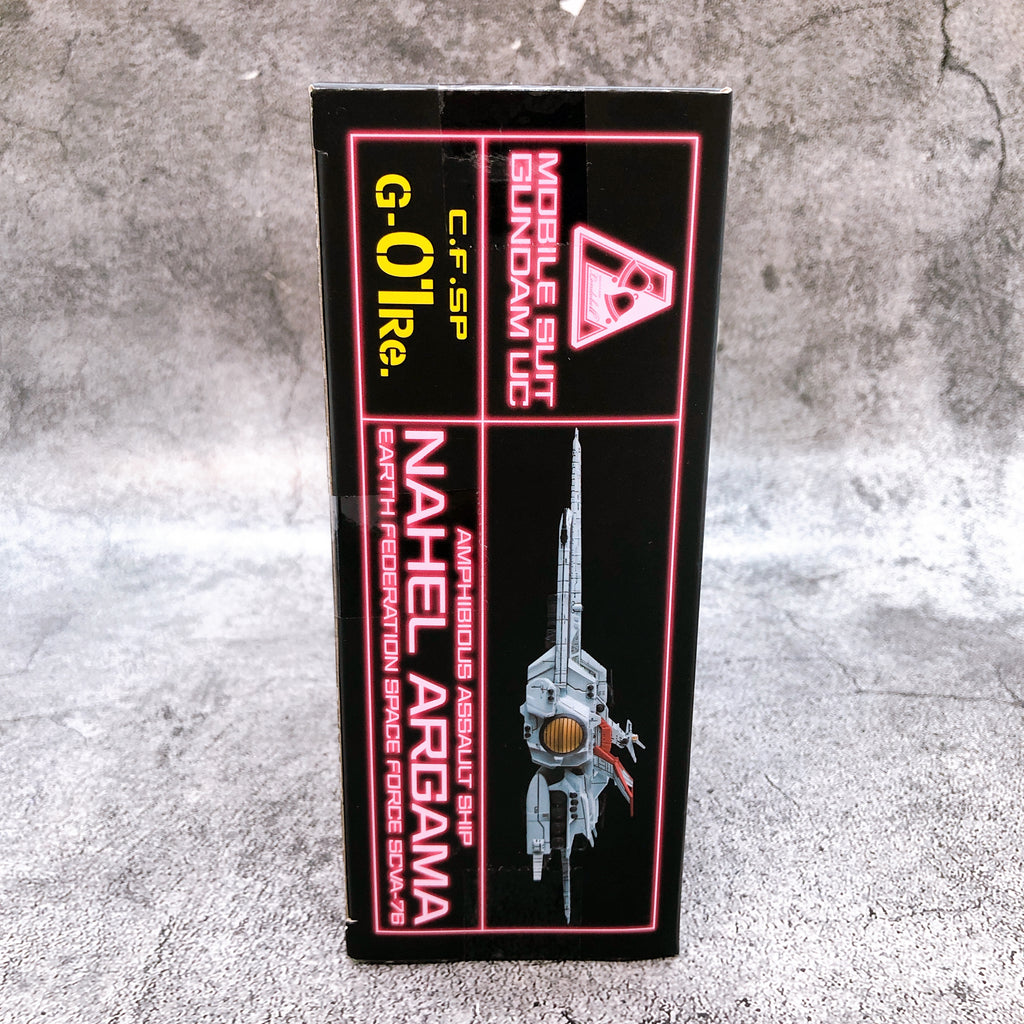 MOBILE SUIT
GUNDAM UC
C.F.SP
G-01Re.
AMPHIBIOUS ASSAULT SHIP
NAHEL ARGAMA
EARTH FEDERATION SPACE FORCE SCVA-76